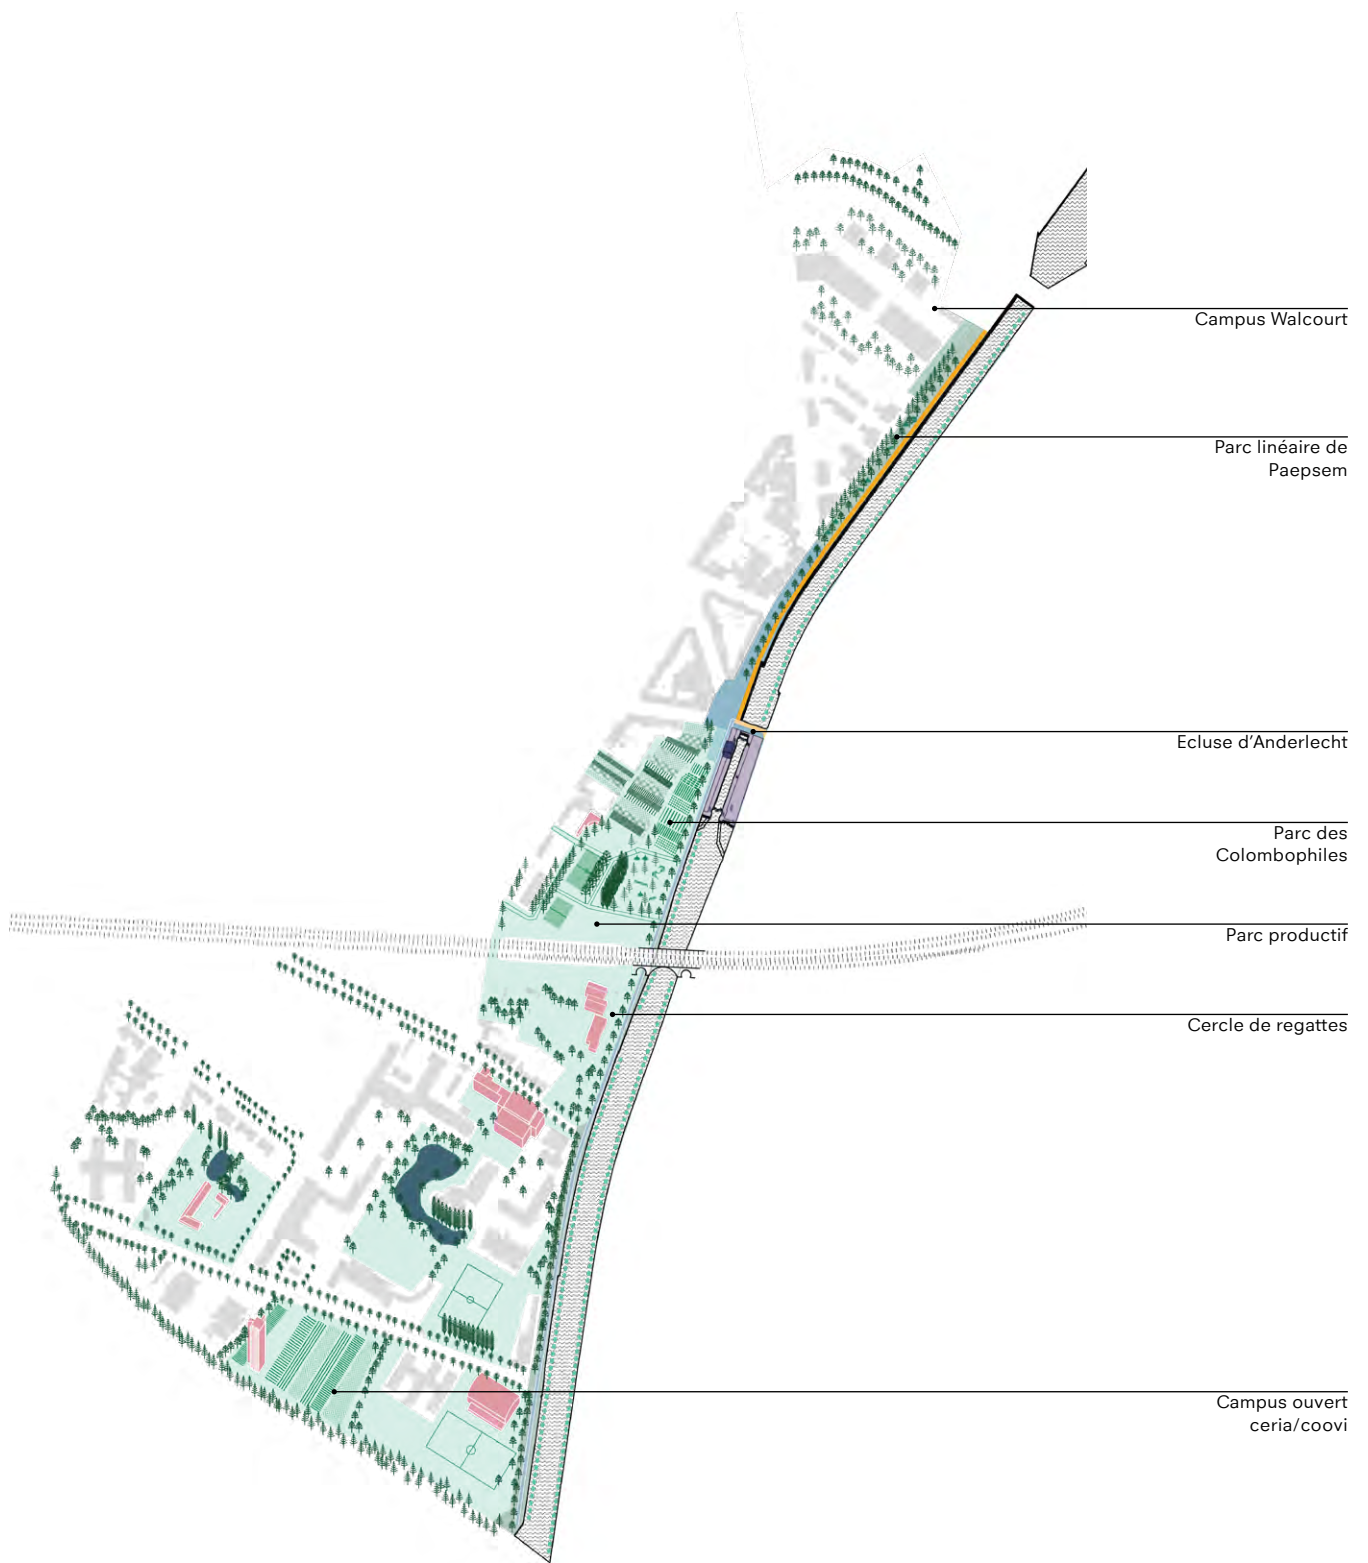 Campus Walcourt
Parc linéaire de
Paepsem
Ecluse d'Anderlecht
Parc des
Colombophiles
Parc productif
Cercle de regattes
Campus ouvert
ceria/coovi